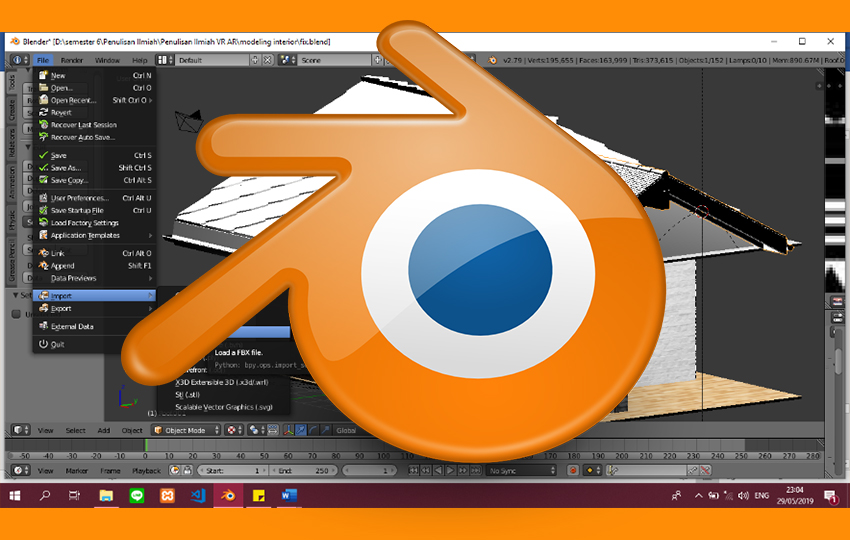 Blender* [D:\semester 6\Penulisan Ilmiah\Penulisan Ilmiah VR AR\modeling interior\fix.blend]
File Render Window Help Default Scene v2.79 | Verts:195,655 | Faces:163,999 | Tris:373,615 | Objects:1/152 | Lamps:0/10 | Mem:890.67M | Roof.0
New Ctrl N
Open... Ctrl O
Open Recent... Shift Ctrl O
Revert
Recover Last Session
Recover Auto Save...
Save Ctrl S
Save As... Shift Ctrl S
Save Copy... Ctrl Alt S
User Preferences... Ctrl Alt U
Save Startup File Ctrl U
Load Factory Settings
Application Templates
Link Ctrl Alt O
Append Shift F1
Data Previews
Import
Export
External Data
Quit
Tools
Create
Relations
Animation
Physic
Grease Pencil
Load a FBX file.
Python: bpy.ops.import_s
X3D Extensible 3D (.x3d/.wrl)
Stl (.stl)
Scalable Vector Graphics (.svg)
View Select Add Object Object Mode Global
-50 -40 -30 -20 -10 0 10 20 30 40 50 60 70 80 90 100 110 120 130 140 150 160 170 180 190 200 210 220 230 240 250 260 270 280
View Marker Frame Playback Start: 1 End: 250 1 No Sync
ENG
23:04
29/05/2019
1